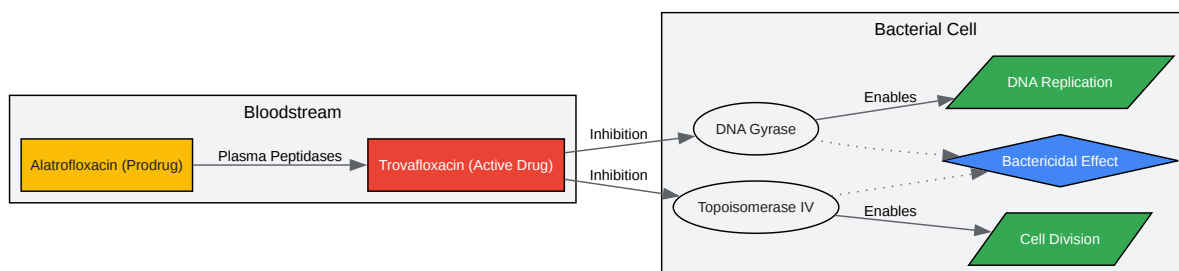 Bloodstream
Alatrofloxacin (Prodrug)
Plasma Peptidases
Trovafloxacin (Active Drug)
Inhibition
Inhibition
Bacterial Cell
DNA Gyrase
Enables
DNA Replication
Bactericidal Effect
Topoisomerase IV
Enables
Cell Division